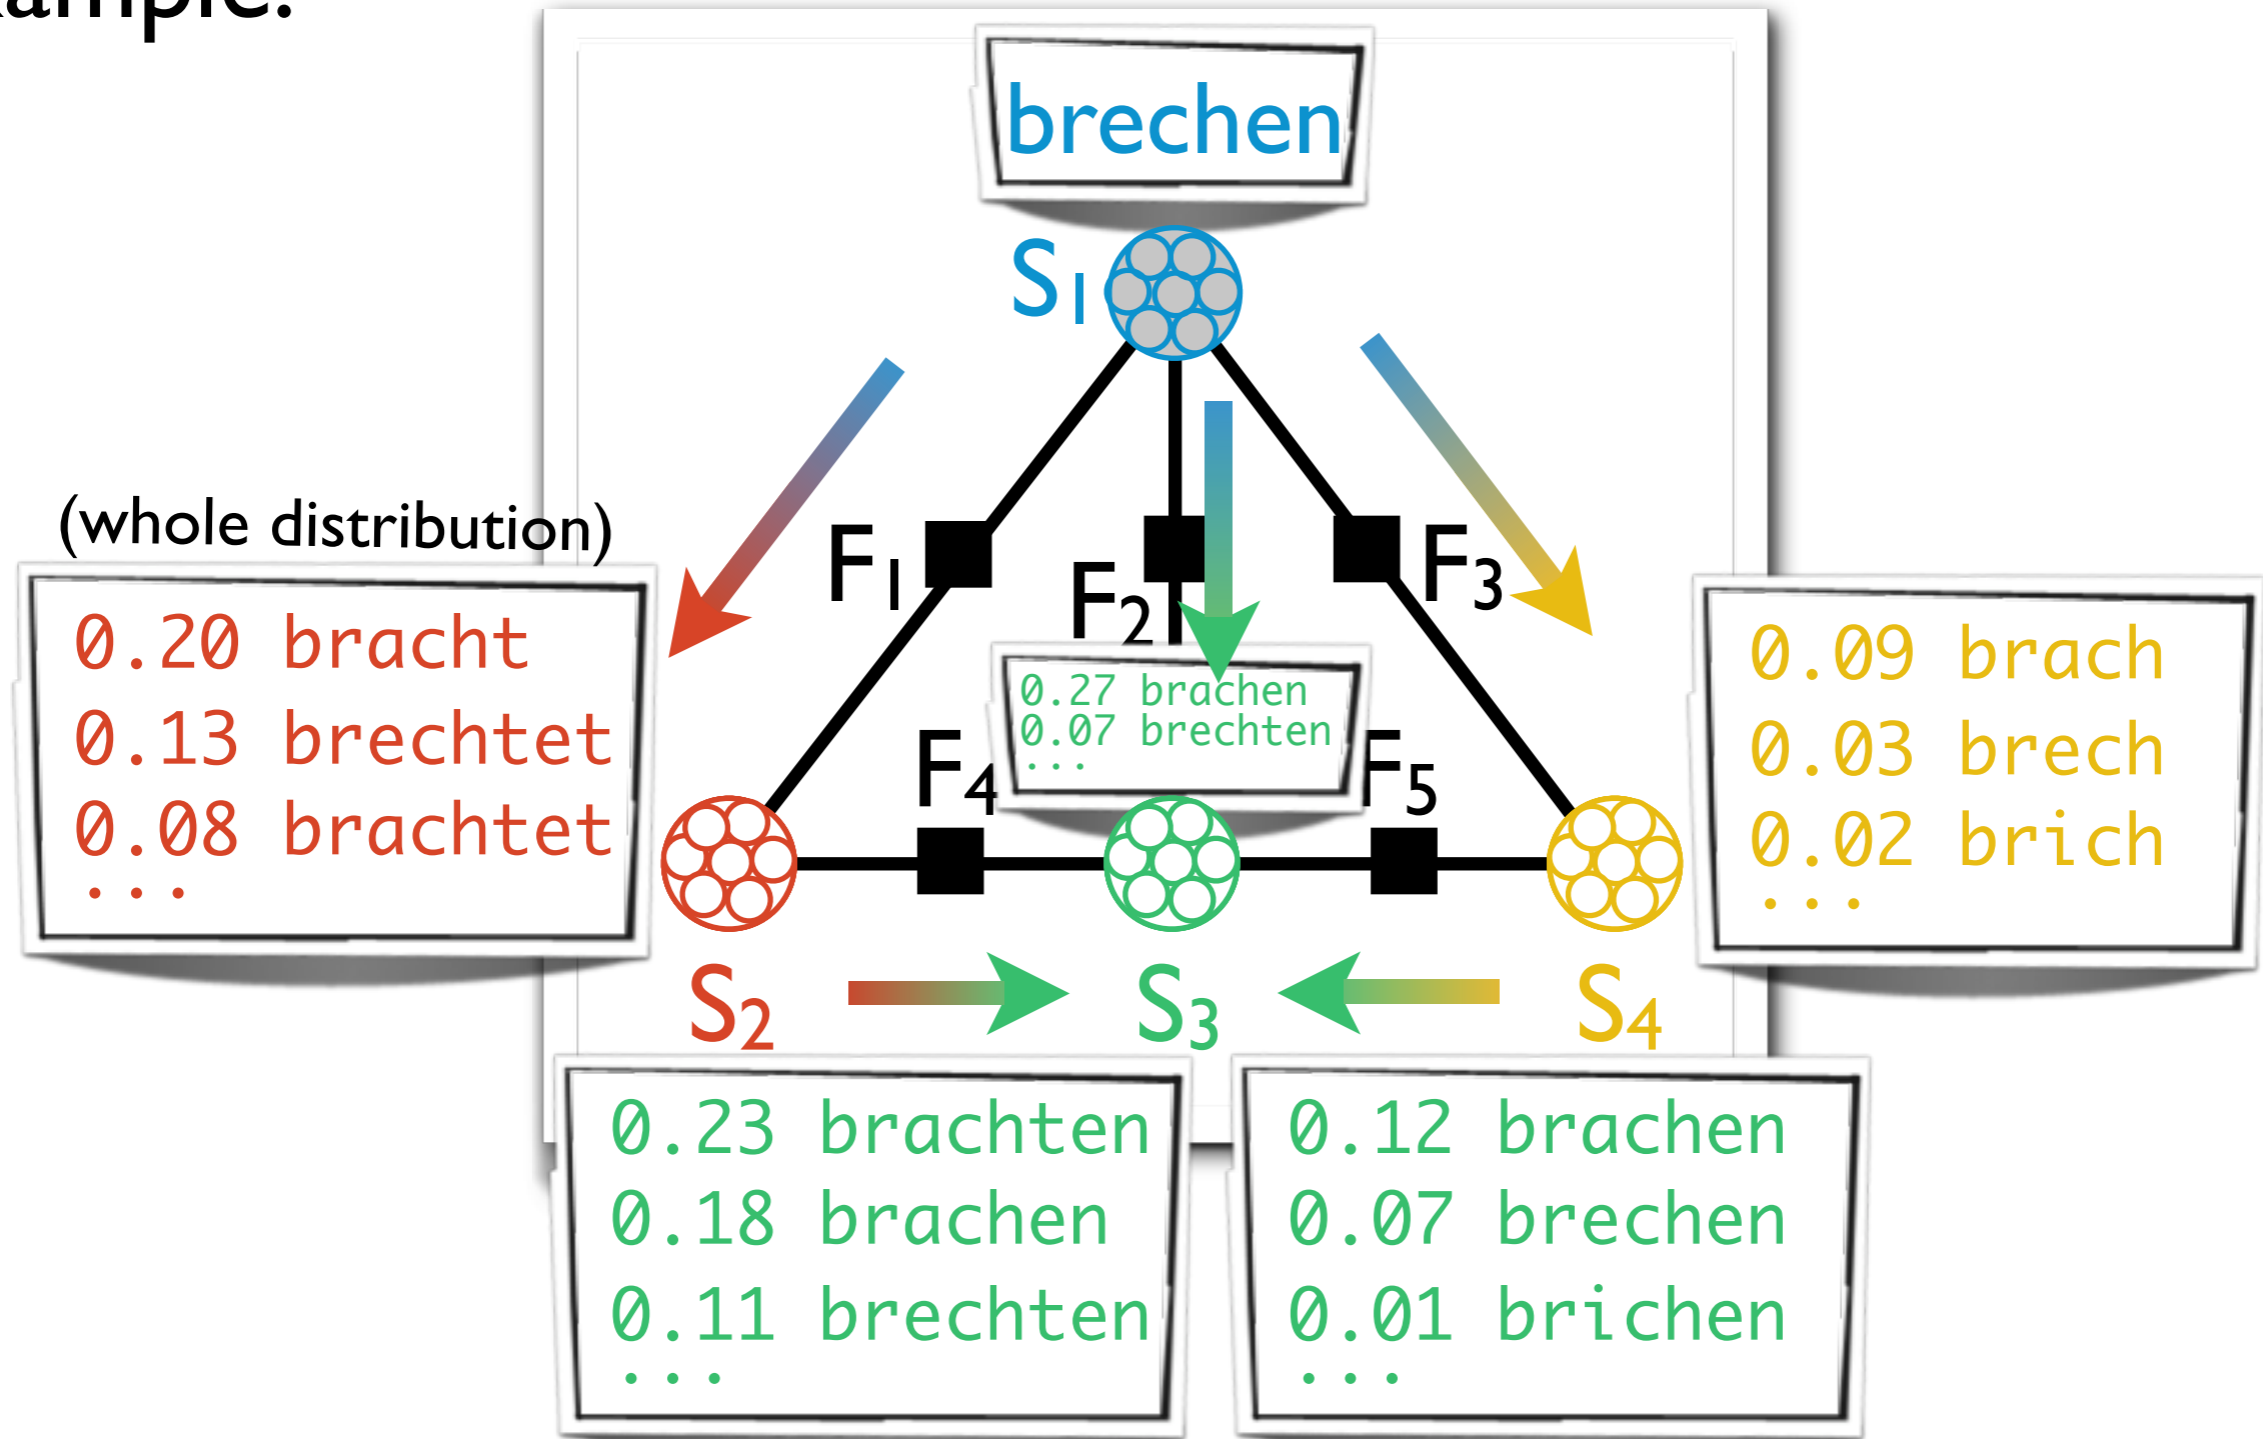 brechen
S1
(whole distribution)
F1
F2
F3
0.20 bracht
0.13 brechtet
0.08 brachtet
...
0.27 brachen
0.07 brechten
...
0.09 brach
0.03 brech
0.02 brich
...
F4
F5
S2
S3
S4
0.23 brachten
0.18 brachen
0.11 brechten
...
0.12 brachen
0.07 brechen
0.01 brichen
...